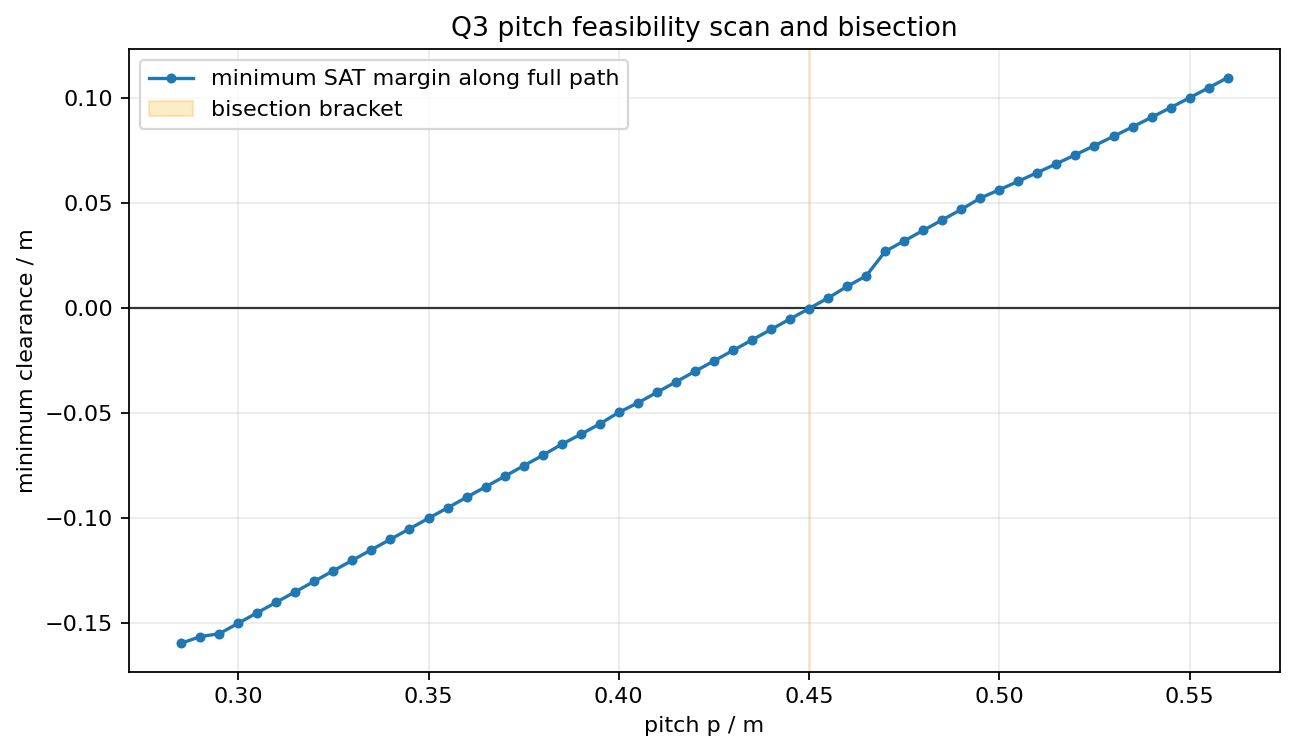 Q3 pitch feasibility scan and bisection
minimum SAT margin along full path
bisection bracket
minimum clearance / m
0.10
0.05
0.00
−0.05
−0.10
−0.15
0.30
0.35
0.40
0.45
0.50
0.55
pitch p / m